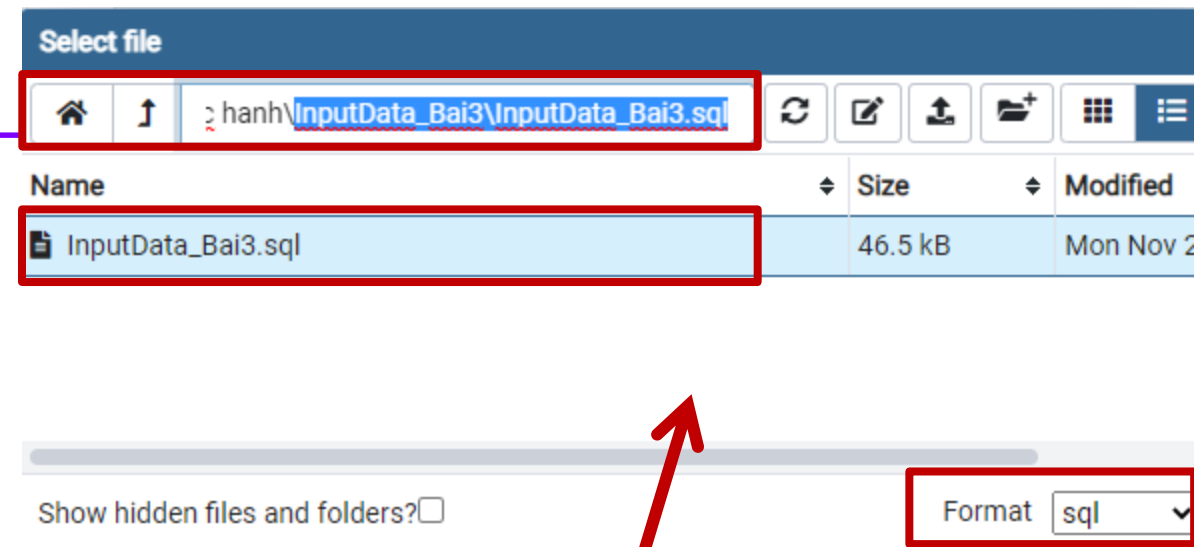 Select file
hanh\InputData_Bai3\InputData_Bai3.sql
Name Size Modified
InputData_Bai3.sql 46.5 kB Mon Nov
Show hidden files and folders? Format sql